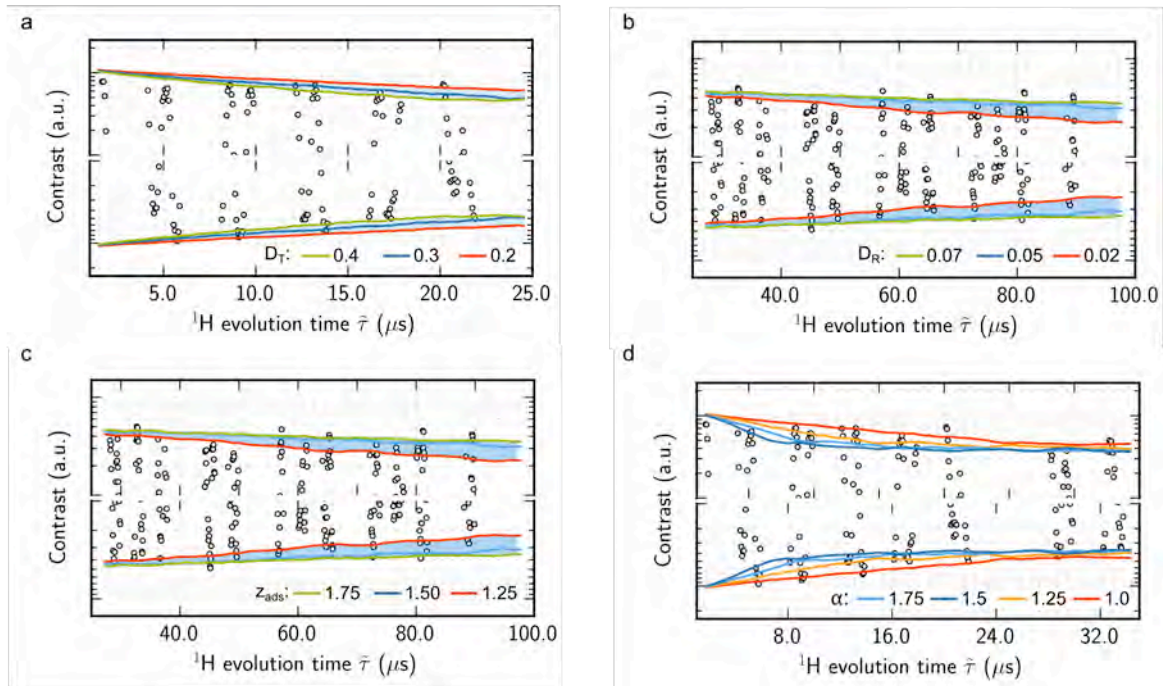 a
Contrast (a.u.)
D_T: 0.4 0.3 0.2
5.0 10.0 15.0 20.0 25.0
¹H evolution time τ̃ (μs)
b
Contrast (a.u.)
D_R: 0.07 0.05 0.02
40.0 60.0 80.0 100.0
¹H evolution time τ̃ (μs)
c
Contrast (a.u.)
z_ads: 1.75 1.50 1.25
40.0 60.0 80.0 100.0
¹H evolution time τ̃ (μs)
d
Contrast (a.u.)
α: 1.75 1.5 1.25 1.0
8.0 16.0 24.0 32.0
¹H evolution time τ̃ (μs)